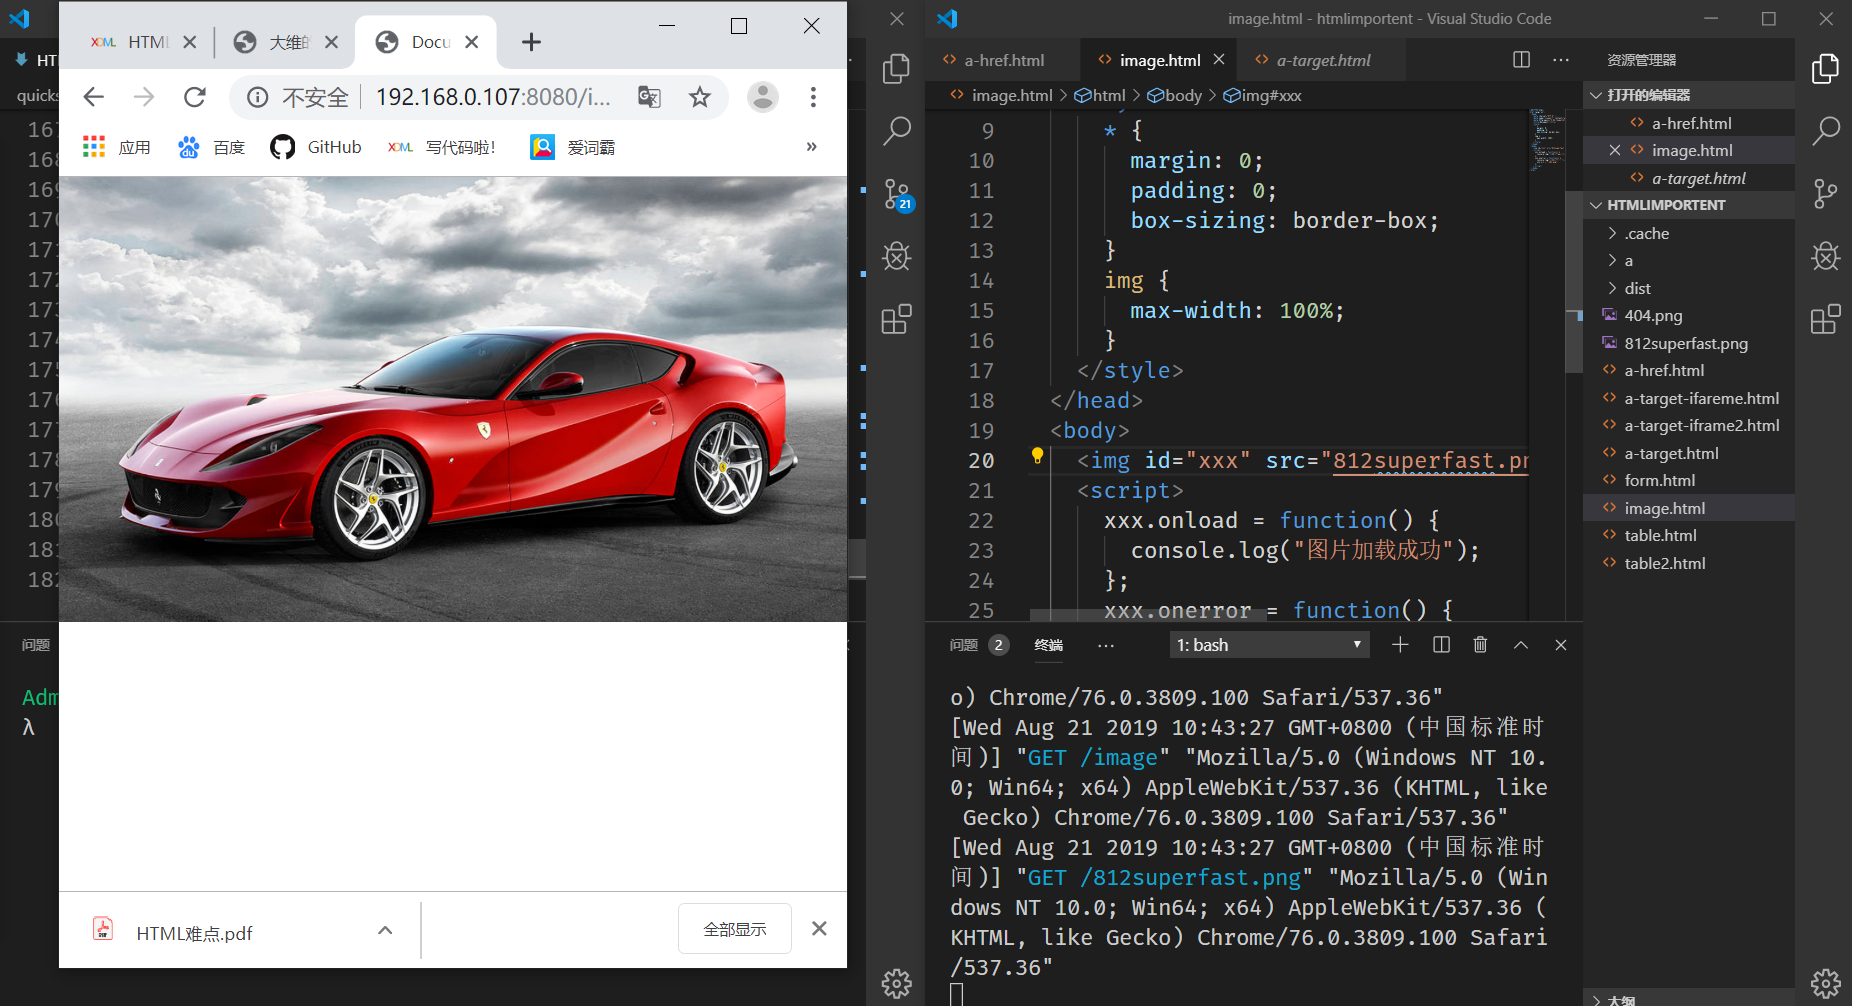 HTML
大维的
Docu
不安全
192.168.0.107:8080/i...
应用
百度
GitHub
XDML
写代码啦!
爱词霸
»
HTML难点.pdf
全部显示
HT
quicks
167
168
169
170
171
172
173
174
175
176
177
178
179
180
181
182
问题
Adm
λ
21
image.html - htmlimportent - Visual Studio Code
a-href.html
image.html
a-target.html
image.html > html > body > img#xxx
9 * {
10 margin: 0;
11 padding: 0;
12 box-sizing: border-box;
13 }
14 img {
15 max-width: 100%;
16 }
17 </style>
18 </head>
19 <body>
20 <img id="xxx" src="812superfast.pn
21 <script>
22 xxx.onload = function() {
23 console.log("图片加载成功");
24 };
25 xxx.onerror = function() {
问题 2 终端 ···
1: bash
o) Chrome/76.0.3809.100 Safari/537.36"
[Wed Aug 21 2019 10:43:27 GMT+0800 (中国标准时
间)] "GET /image" "Mozilla/5.0 (Windows NT 10.
0; Win64; x64) AppleWebKit/537.36 (KHTML, like
Gecko) Chrome/76.0.3809.100 Safari/537.36"
[Wed Aug 21 2019 10:43:27 GMT+0800 (中国标准时
间)] "GET /812superfast.png" "Mozilla/5.0 (Win
dows NT 10.0; Win64; x64) AppleWebKit/537.36 (
KHTML, like Gecko) Chrome/76.0.3809.100 Safari
/537.36"
资源管理器
打开的编辑器
a-href.html
image.html
a-target.html
HTMLIMPORTENT
.cache
a
dist
404.png
812superfast.png
a-href.html
a-target-ifareme.html
a-target-iframe2.html
a-target.html
form.html
image.html
table.html
table2.html
大纲